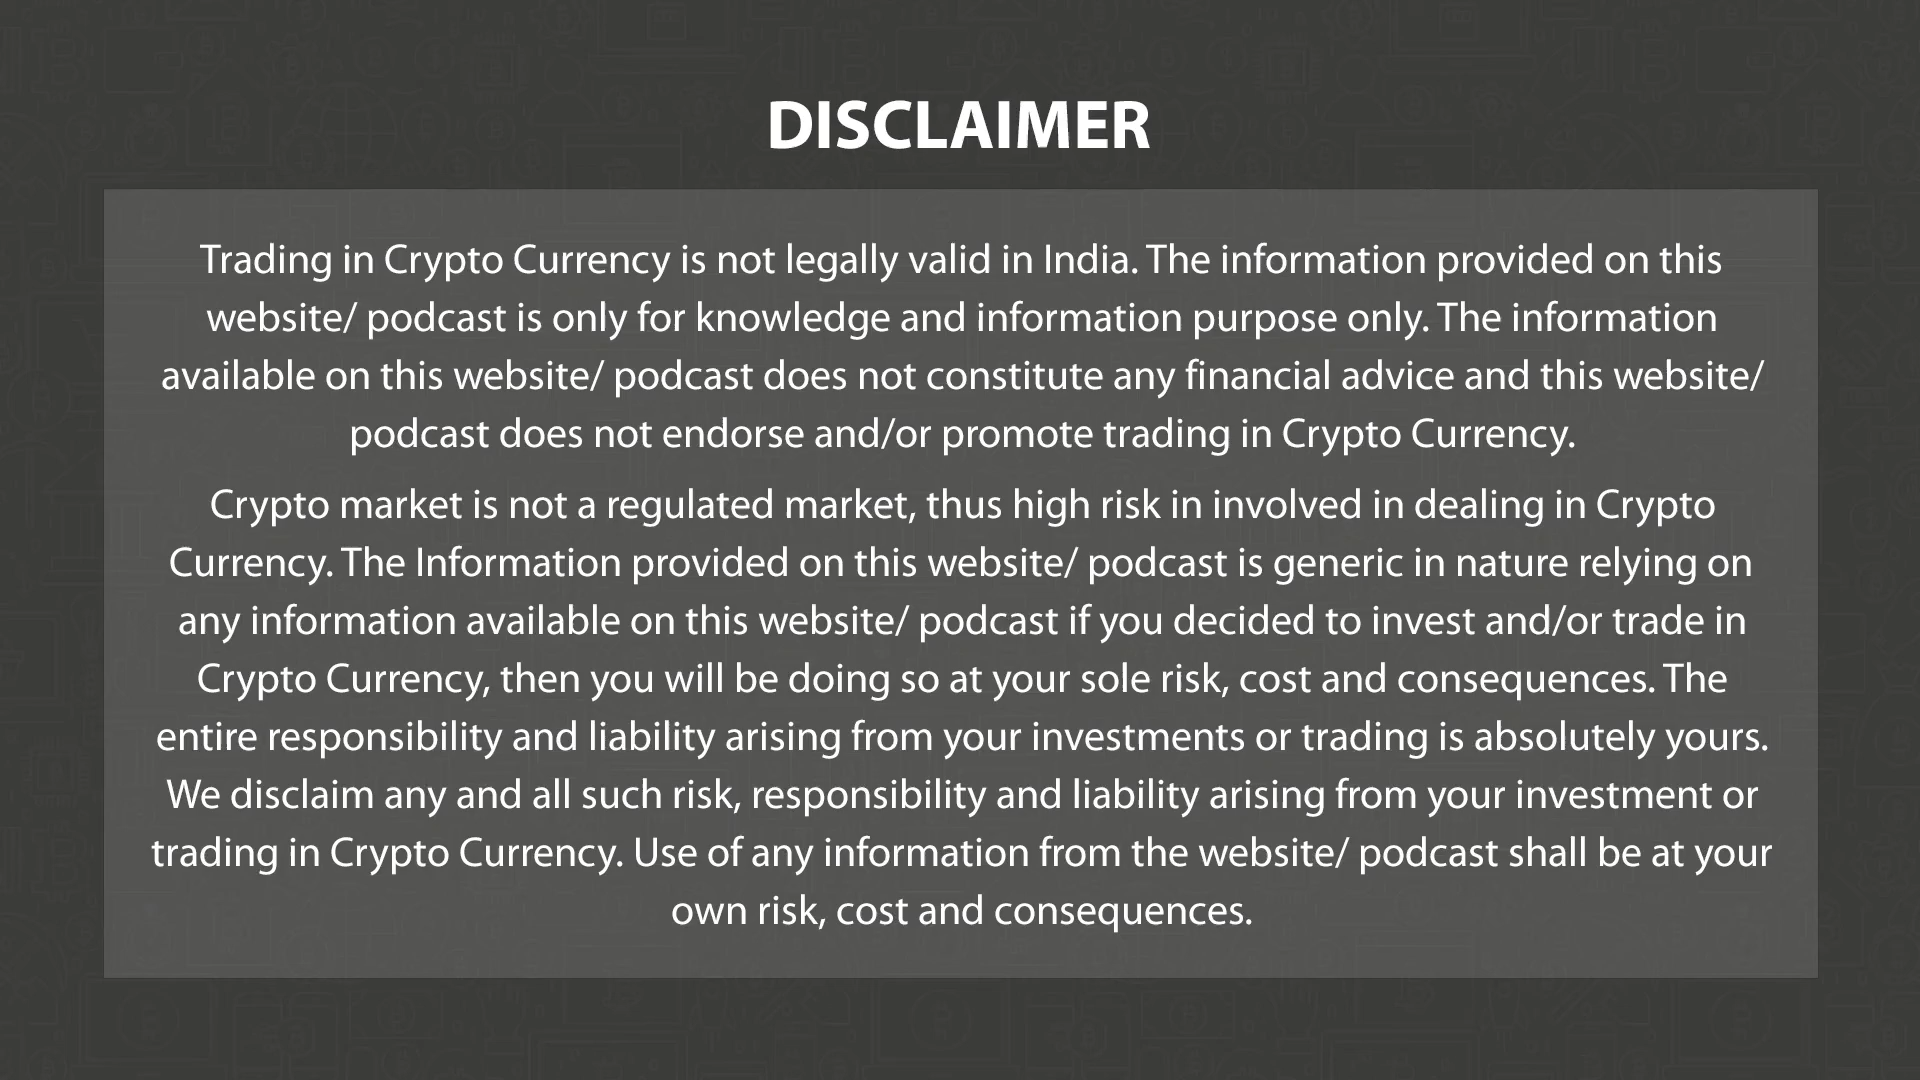 DISCLAIMER
Trading in Crypto Currency is not legally valid in India. The information provided on this
website/ podcast is only for knowledge and information purpose only. The information
available on this website/ podcast does not constitute any financial advice and this website/
podcast does not endorse and/or promote trading in Crypto Currency.
Crypto market is not a regulated market, thus high risk in involved in dealing in Crypto
Currency. The Information provided on this website/ podcast is generic in nature relying on
any information available on this website/ podcast if you decided to invest and/or trade in
Crypto Currency, then you will be doing so at your sole risk, cost and consequences. The
entire responsibility and liability arising from your investments or trading is absolutely yours.
We disclaim any and all such risk, responsibility and liability arising from your investment or
trading in Crypto Currency. Use of any information from the website/ podcast shall be at your
own risk, cost and consequences.